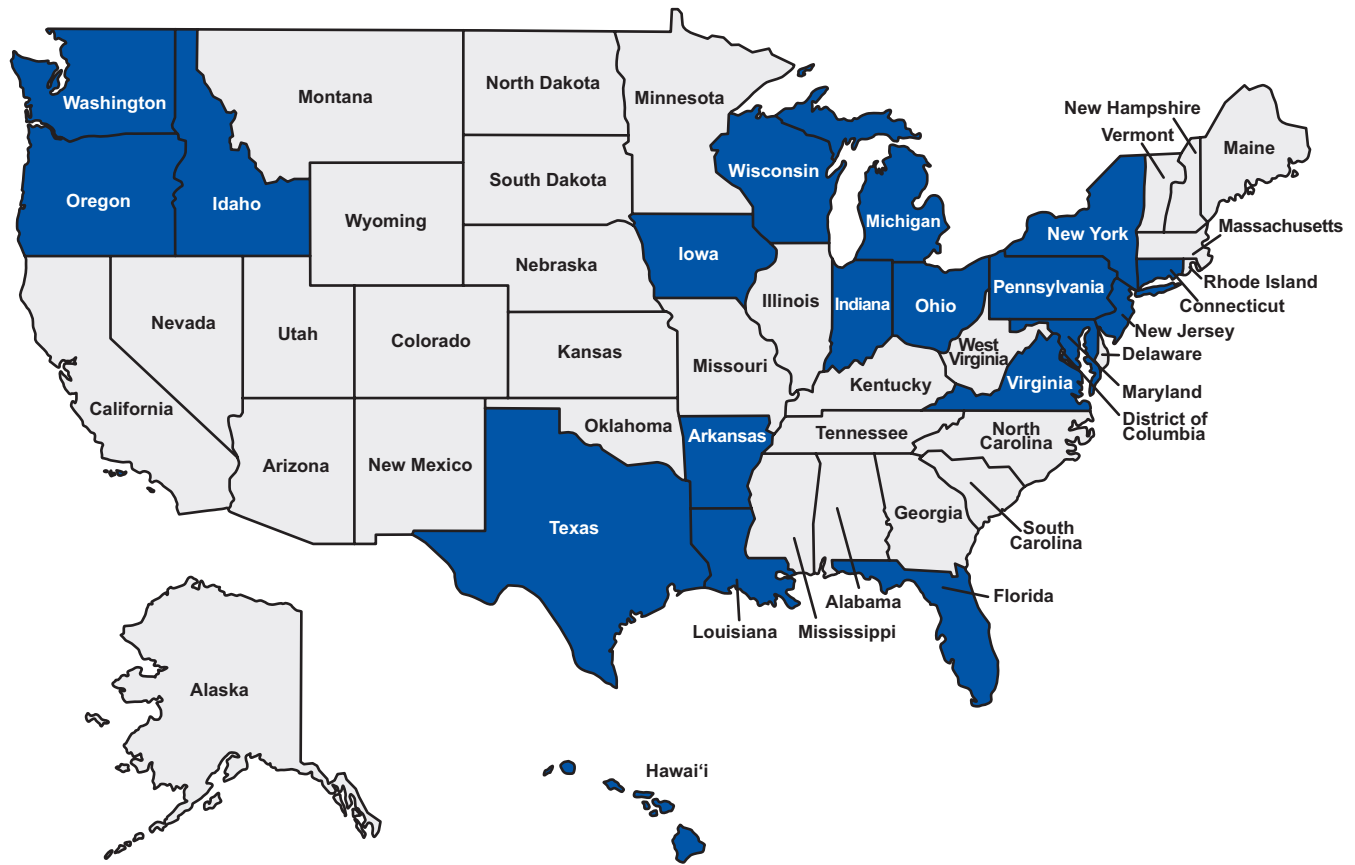 Washington
Montana
North Dakota
Minnesota
New Hampshire
Vermont
Maine
Oregon
Idaho
Wyoming
South Dakota
Wisconsin
Michigan
New York
Massachusetts
Iowa
Nebraska
Rhode Island
Connecticut
Pennsylvania
Nevada
Utah
Colorado
Kansas
Missouri
Illinois
Indiana
Ohio
New Jersey
West
Virginia
Delaware
Virginia
Kentucky
Maryland
District of
Columbia
California
Arizona
New Mexico
Oklahoma
Arkansas
Tennessee
North
Carolina
Texas
Georgia
South
Carolina
Louisiana
Mississippi
Alabama
Florida
Alaska
Hawai‘i